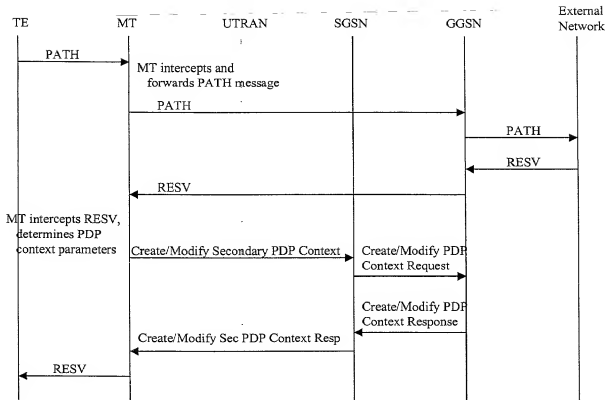 External
TE MT UTRAN SGSN GGSN Network
PATH
MT intercepts and
forwards PATH message
PATH
PATH
RESV
RESV
MT intercepts RESV,
determines PDP
context parameters
Create/Modify Secondary PDP Context
Create/Modify PDP
Context Request
Create/Modify PDP
Context Response
Create/Modify Sec PDP Context Resp
RESV